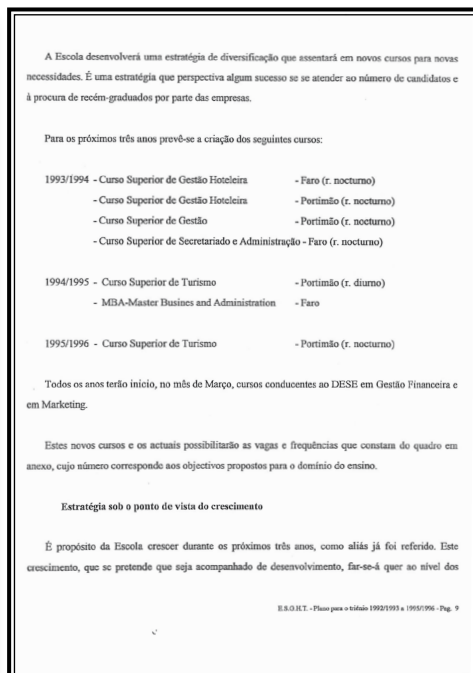 A Escola desenvolverá uma estratégia de diversificação que assentará em novos cursos para novas
necessidades. É uma estratégia que perspectiva algum sucesso se se atender ao número de candidatos e
à procura de recém-graduados por parte das empresas.
Para os próximos três anos prevê-se a criação dos seguintes cursos:
1993/1994 - Curso Superior de Gestão Hoteleira - Faro (r. nocturno)
- Curso Superior de Gestão Hoteleira - Portimão (r. nocturno)
- Curso Superior de Gestão - Portimão (r. nocturno)
- Curso Superior de Secretariado e Administração - Faro (r. nocturno)
1994/1995 - Curso Superior de Turismo - Portimão (r. diurno)
- MBA-Master Busines and Administration - Faro
1995/1996 - Curso Superior de Turismo - Portimão (r. nocturno)
Todos os anos terão inicio, no mês de Março, cursos conducentes ao DESE em Gestão Financeira e
em Marketing.
Estes novos cursos e os actuais possibilitarão as vagas e frequências que constam do quadro em
anexo, cujo número corresponde aos objectivos propostos para o domínio do ensino.
Estratégia sob o ponto de vista do crescimento
É propósito da Escola crescer durante os próximos três anos, como aliás já foi referido. Este
crescimento, que se pretende que seja acompanhado de desenvolvimento, far-se-á quer ao nível dos
E.S.G.H.T. - Plano para o triénio 1992/1993 a 1995/1996 - Pag. 9